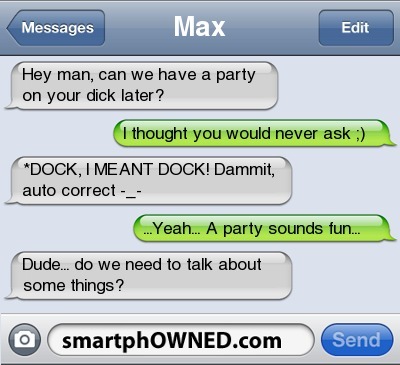 Messages
Max
Edit
Hey man, can we have a party
on your dick later?
I thought you would never ask ;)
*DOCK, I MEANT DOCK! Dammit,
auto correct -_-
...Yeah... A party sounds fun...
Dude... do we need to talk about
some things?
smartphOWNED.com
Send